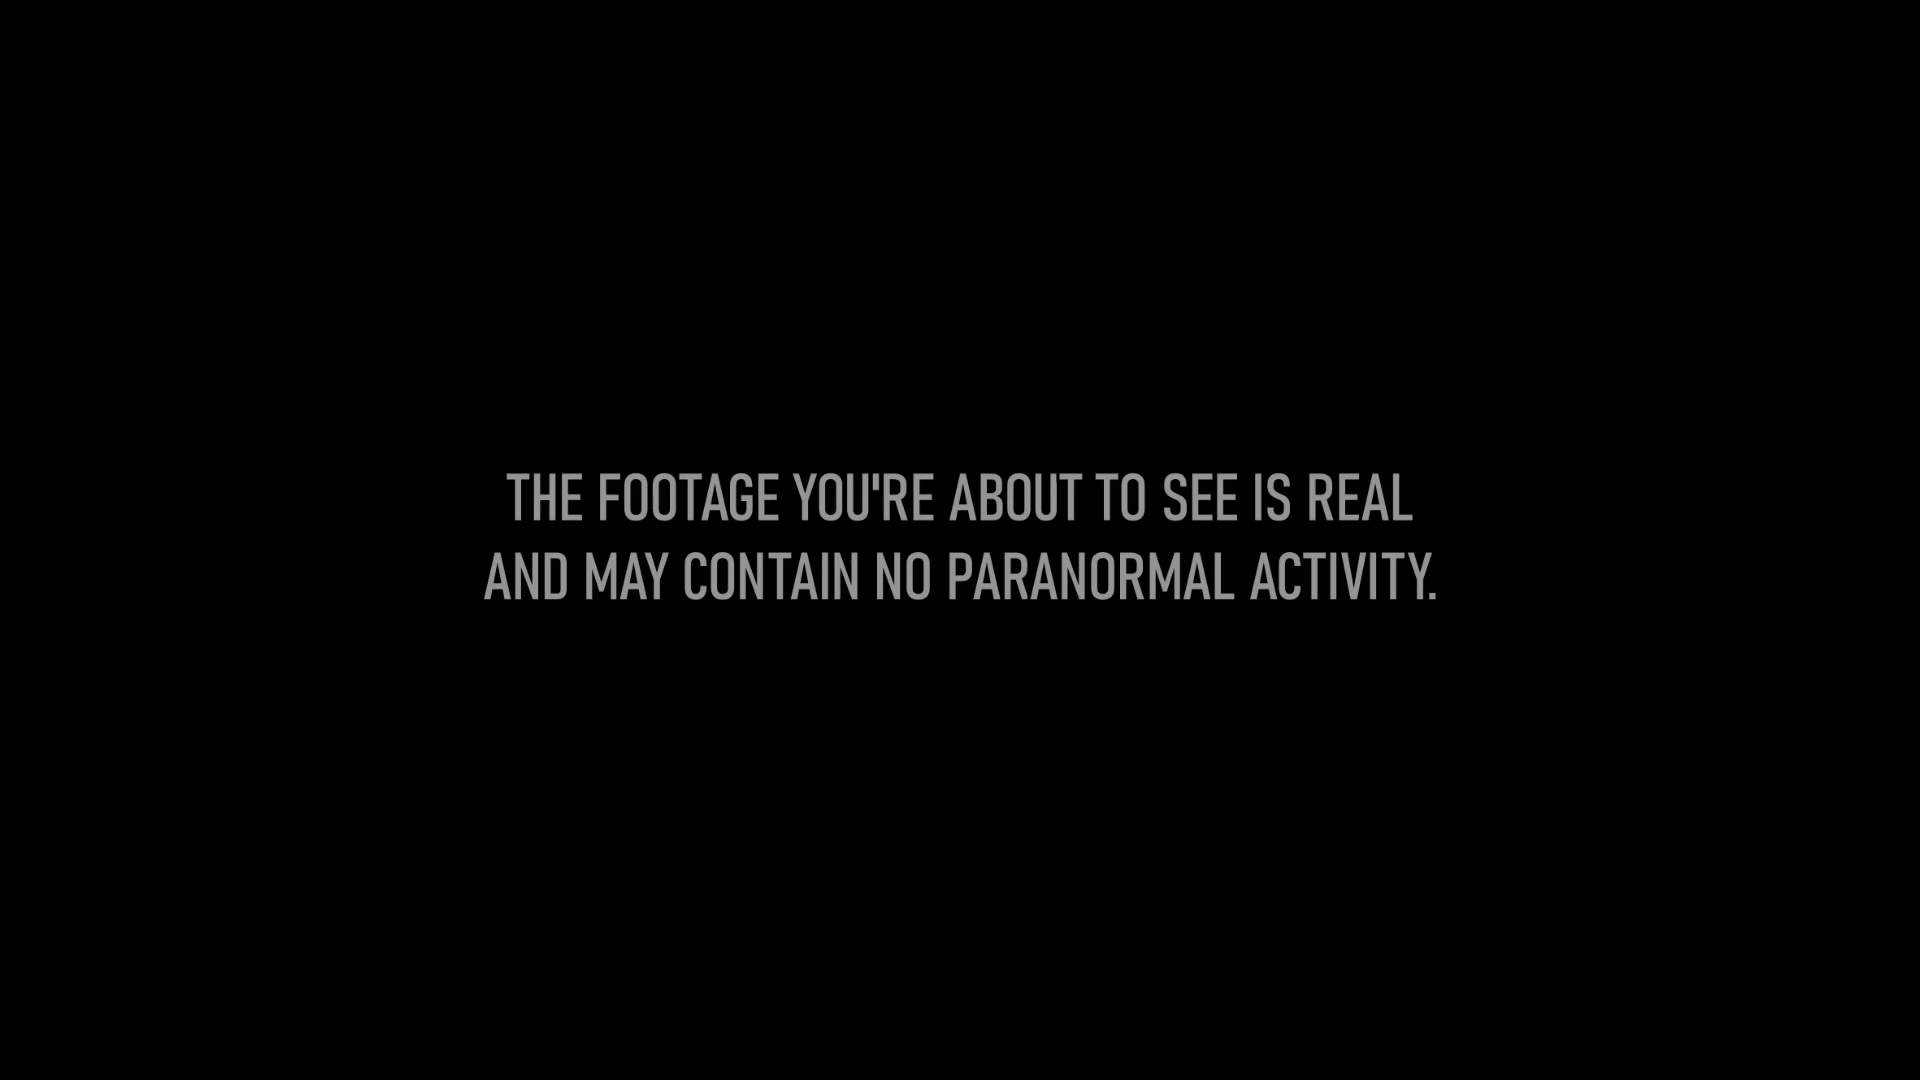 THE FOOTAGE YOU'RE ABOUT TO SEE IS REAL
AND MAY CONTAIN NO PARANORMAL ACTIVITY.